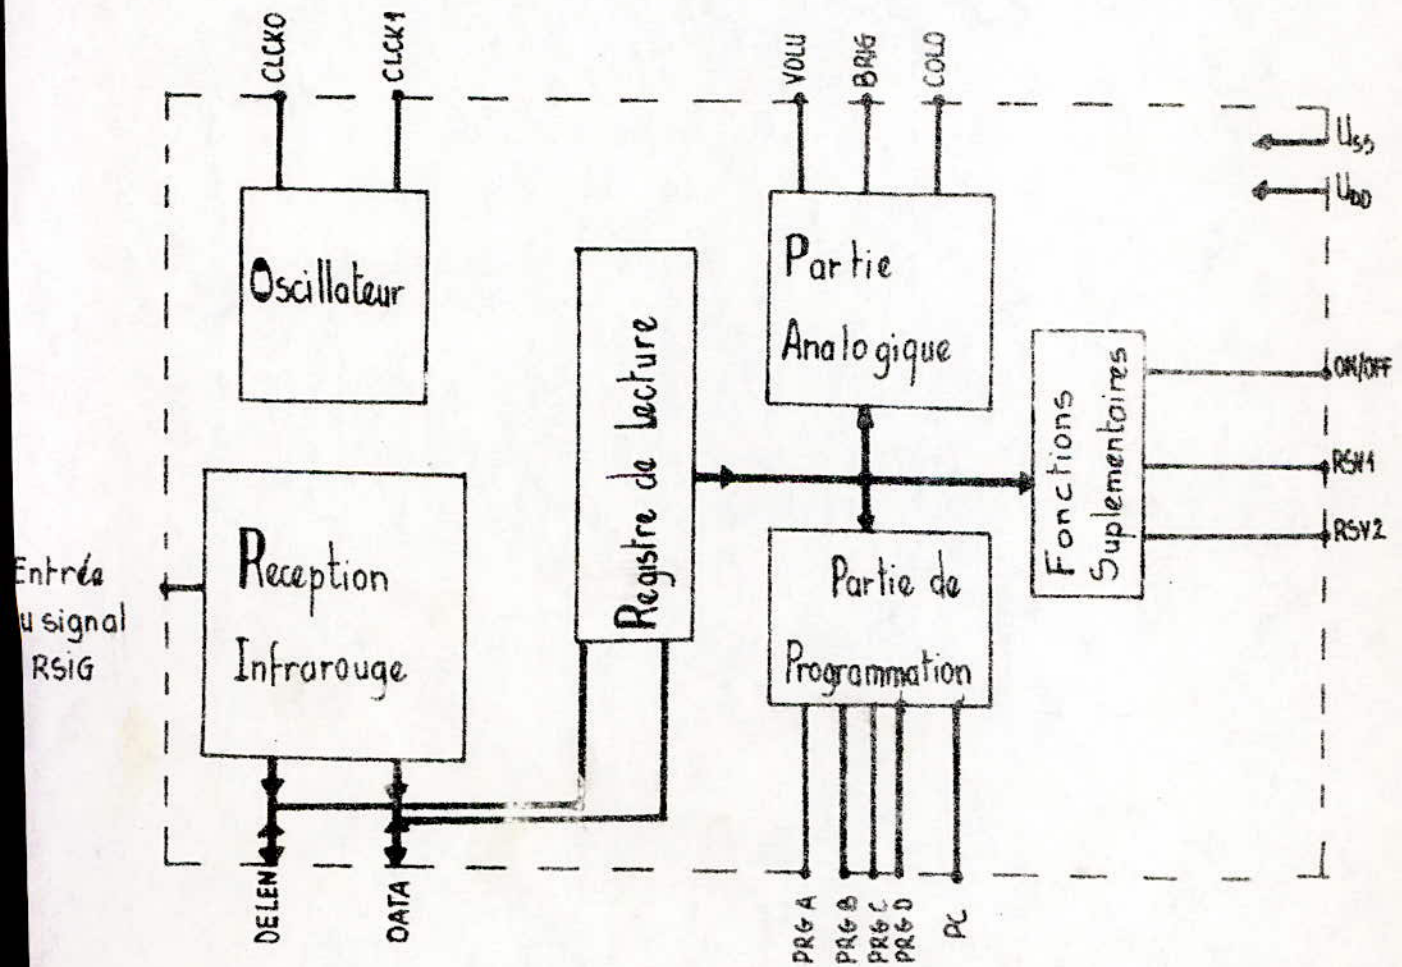 CLCK0
CLCK1
VOLU
BRIG
COLO
USS
UDD
Oscillateur
Partie
Analogique
Registre de Lecture
Fonctions
Suplementaires
ON/OFF
RSV1
RSV2
Reception
Infrarouge
Entrée
u signal
RSiG
Partie de
Programmation
DELEN
DATA
PRG A
PRG B
PRG C
PRG D
PC